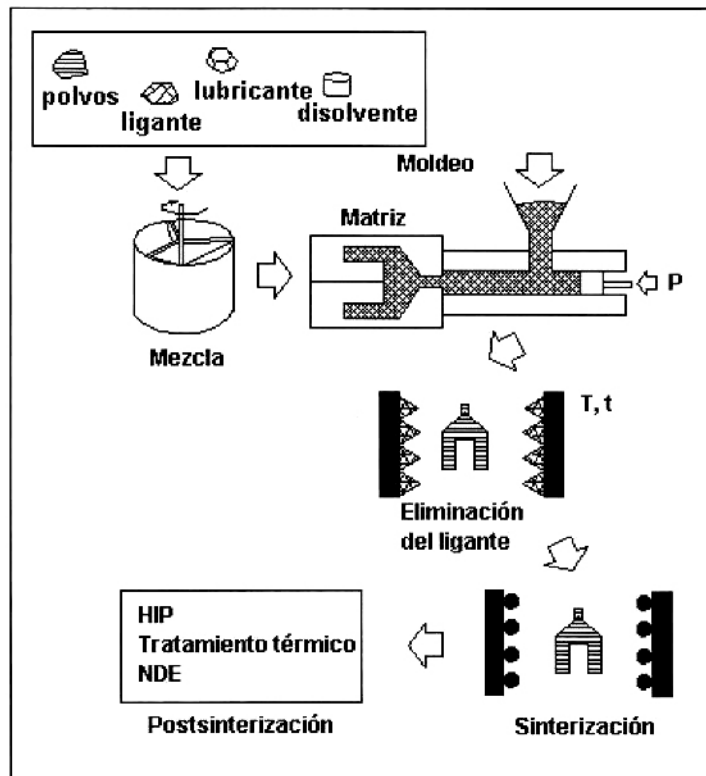 polvos
ligante
lubricante
disolvente
Moldeo
Matriz
P
Mezcla
T, t
Eliminación
del ligante
HIP
Tratamiento térmico
NDE
Postsinterización
Sinterización